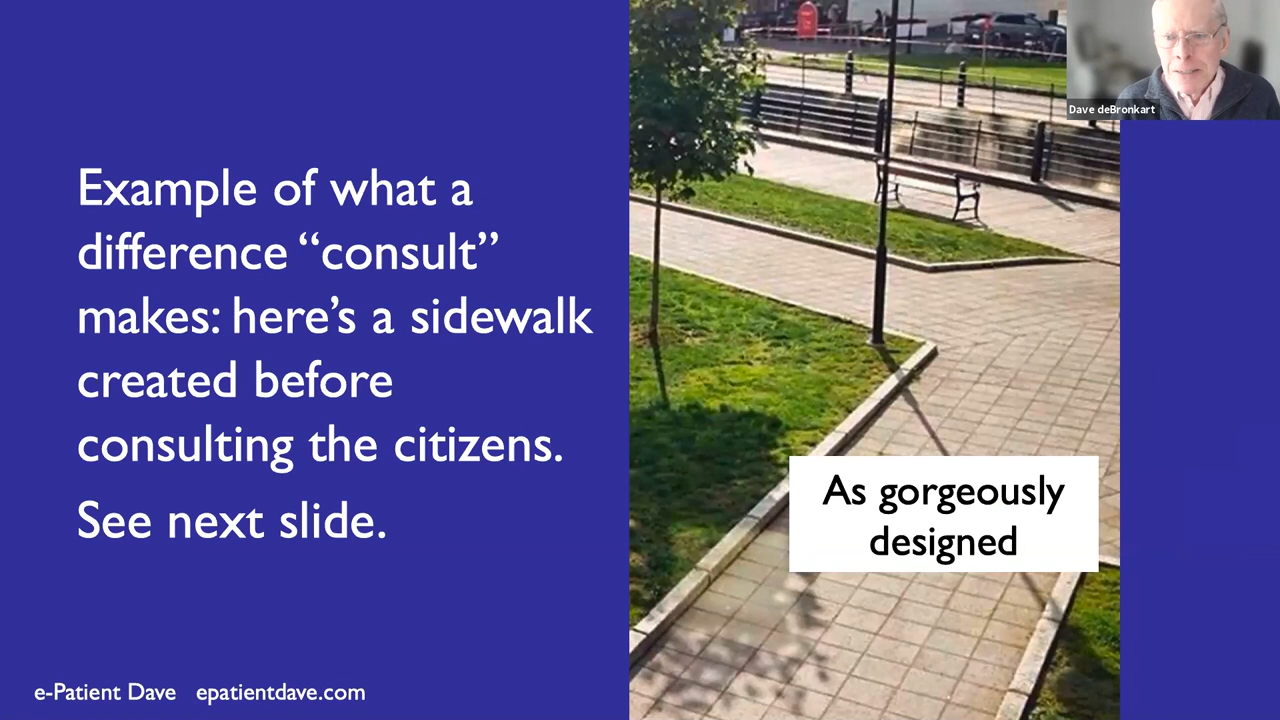 Dave deBronkart
Example of what a
difference “consult”
makes: here’s a sidewalk
created before
consulting the citizens.
See next slide.
As gorgeously
designed
e-Patient Dave epatientdave.com